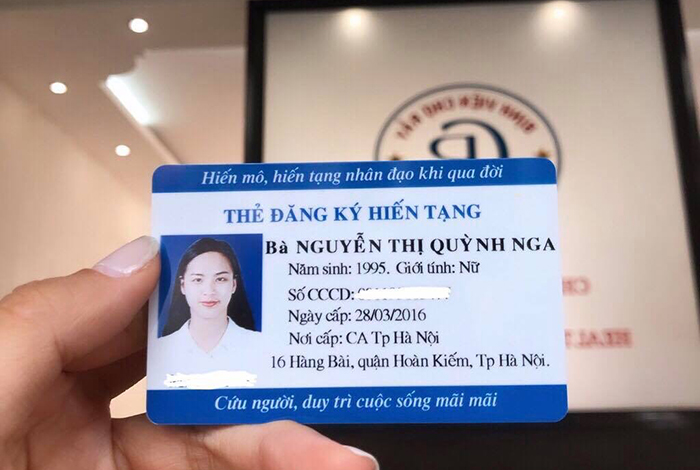 Hiến mô, hiến tạng nhân đạo khi qua đời
THẺ ĐĂNG KÝ HIẾN TẠNG
Bà NGUYỄN THỊ QUỲNH NGA
Năm sinh: 1995. Giới tính: Nữ
Số CCCD:
Ngày cấp: 28/03/2016
Nơi cấp: CA Tp Hà Nội
16 Hàng Bài, quận Hoàn Kiếm, Tp Hà Nội.
Cứu người, duy trì cuộc sống mãi mãi